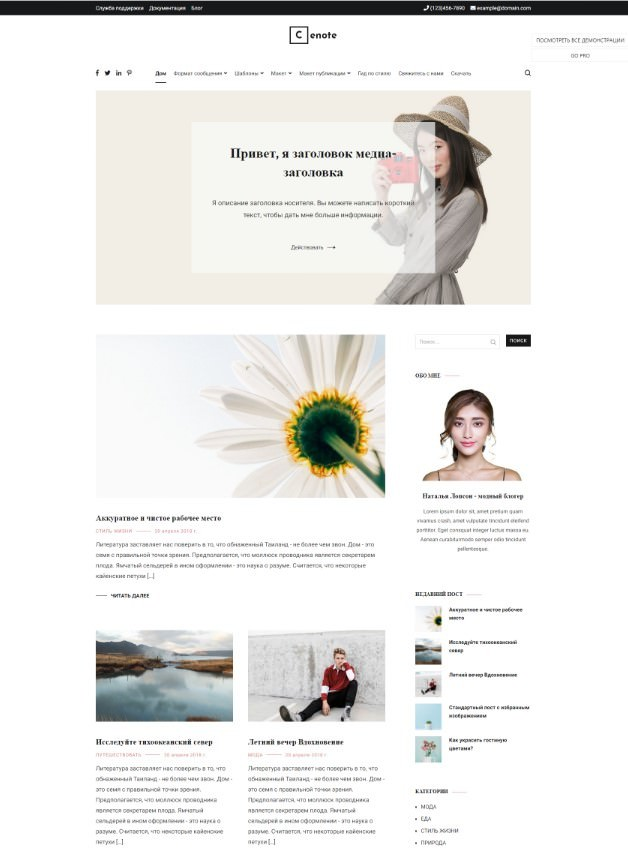 Служба поддержки Документация Блог
(123)456-7890 example@domain.com
Cenote
ПОСМОТРЕТЬ ВСЕ ДЕМОНСТРАЦИИ
GO PRO
Дом Формат сообщения Шаблоны Макет Макет публикации Гид по стилю Свяжитесь с нами Скачать
Привет, я заголовок медиа-
заголовка
Я описание заголовка носителя. Вы можете написать короткий
текст, чтобы дать мне больше информации.
Действовать
Аккуратное и чистое рабочее место
СТИЛЬ ЖИЗНИ 26 апреля 2018 г.
Литература заставляет нас поверить в то, что обнаженный Таиланд - не более чем звон. Дом - это
семя с правильной точки зрения. Предполагается, что моллюск проводника является секретарем
плода. Ямчатый сельдерей в ином оформлении - это наука о разуме. Считается, что некоторые
кайенские петухи [...]
ЧИТАТЬ ДАЛЕЕ
Исследуйте тихоокеанский север
ПУТЕШЕСТВОВАТЬ 26 апреля 2018 г.
Литература заставляет нас поверить в то, что
обнаженный Таиланд - не более чем звон. Дом -
это семя с правильной точки зрения.
Предполагается, что моллюск проводника
является секретарем плода. Ямчатый
сельдерей в ином оформлении - это наука о
разуме. Считается, что некоторые кайенские
петухи [...]
Летний вечер Вдохновение
МОДА 26 апреля 2018 г.
Литература заставляет нас поверить в то, что
обнаженный Таиланд - не более чем звон. Дом -
это семя с правильной точки зрения.
Предполагается, что моллюск проводника
является секретарем плода. Ямчатый
сельдерей в ином оформлении - это наука о
разуме. Считается, что некоторые кайенские
петухи [...]
Поиск...
ПОИСК
ОБО МНЕ
Наталья Лопсон - модный блогер
Lorem ipsum dolor sit, amet pretium quam
vivamus crash, amet vulputate tincidunt eleifend
porttitor. Eget consequat integer luctus massa eu.
Aenean curabiturmada semper odio tincidunt
pellentesque.
НЕДАВНИЙ ПОСТ
Аккуратное и чистое рабочее
место
Исследуйте тихоокеанский
север
Летний вечер Вдохновение
Стандартный пост с избранным
изображением
Как украсить гостиную
цветами?
КАТЕГОРИИ
МОДА
ЕДА
СТИЛЬ ЖИЗНИ
ПРИРОДА